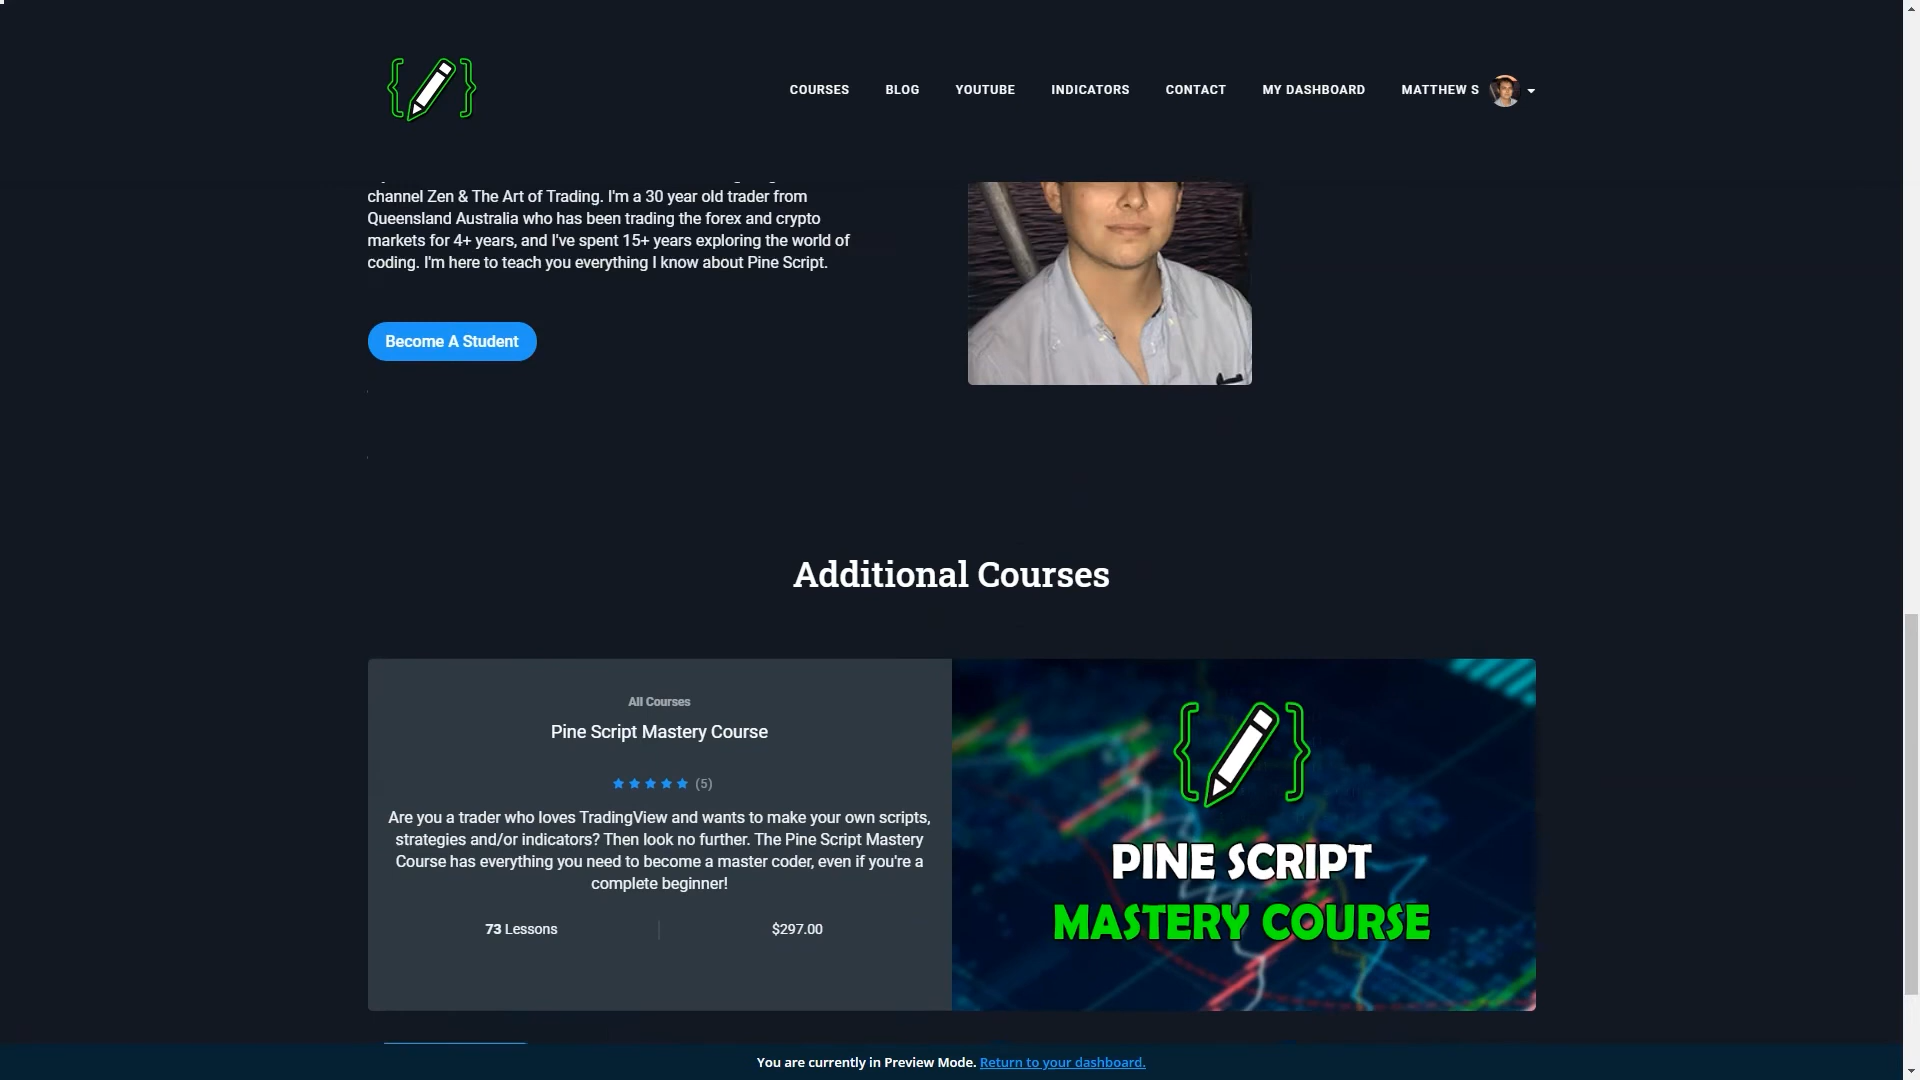 COURSES BLOG YOUTUBE INDICATORS CONTACT MY DASHBOARD MATTHEW S
channel Zen & The Art of Trading. I'm a 30 year old trader from
Queensland Australia who has been trading the forex and crypto
markets for 4+ years, and I've spent 15+ years exploring the world of
coding. I'm here to teach you everything I know about Pine Script.
Become A Student
Additional Courses
All Courses
Pine Script Mastery Course
(5)
Are you a trader who loves TradingView and wants to make your own scripts,
strategies and/or indicators? Then look no further. The Pine Script Mastery
Course has everything you need to become a master coder, even if you're a
complete beginner!
73 Lessons
$297.00
PINE SCRIPT
MASTERY COURSE
You are currently in Preview Mode. Return to your dashboard.